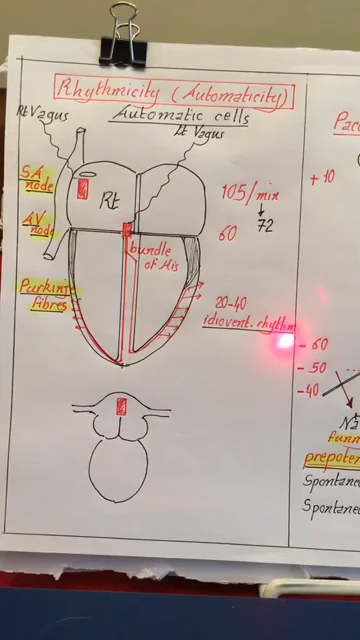 Rhythmicity (Automaticity)
Automatic cells
Rt Vagus
Lt Vagus
SA node
Rt
105/min
72
AV node
60
bundle of His
Purkinje fibres
20-40
idiovent. rhythm
+10
- 60
- 50
- 40
Spontane
Spontane
prepoten